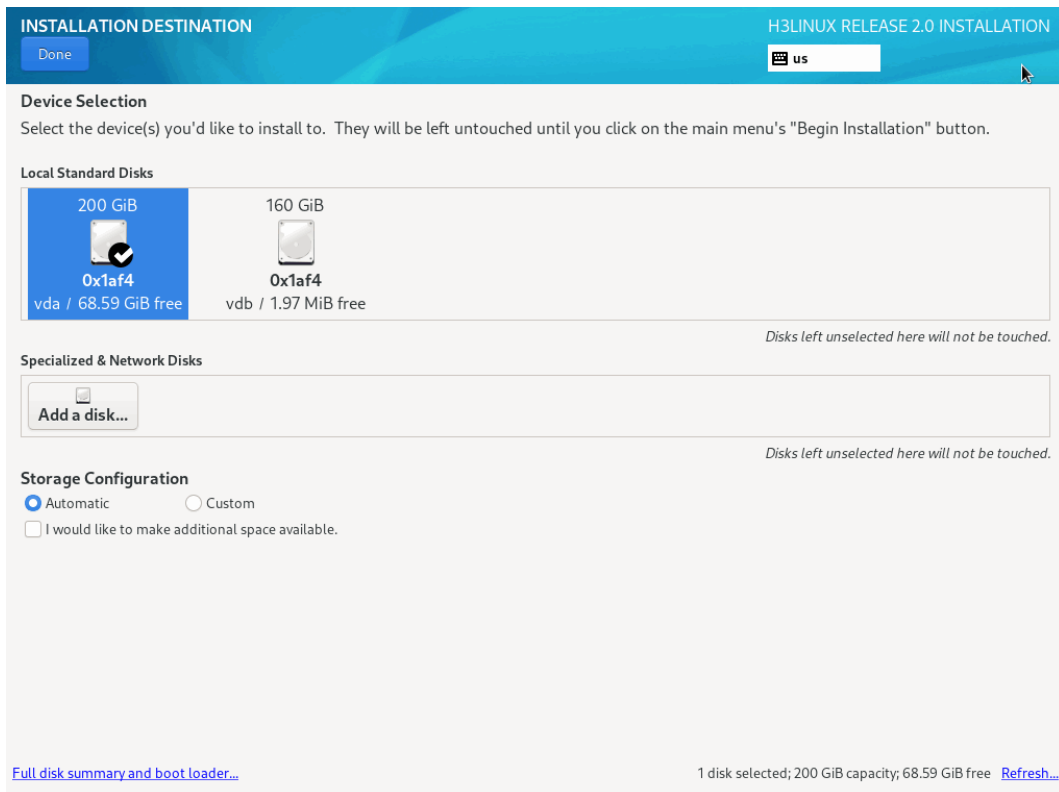 INSTALLATION DESTINATION
H3LINUX RELEASE 2.0 INSTALLATION
Done
us
Device Selection
Select the device(s) you'd like to install to. They will be left untouched until you click on the main menu's "Begin Installation" button.
Local Standard Disks
200 GiB
0x1af4
vda / 68.59 GiB free
160 GiB
0x1af4
vdb / 1.97 MiB free
Disks left unselected here will not be touched.
Specialized & Network Disks
Add a disk...
Disks left unselected here will not be touched.
Storage Configuration
Automatic
Custom
I would like to make additional space available.
Full disk summary and boot loader...
1 disk selected; 200 GiB capacity; 68.59 GiB free
Refresh...